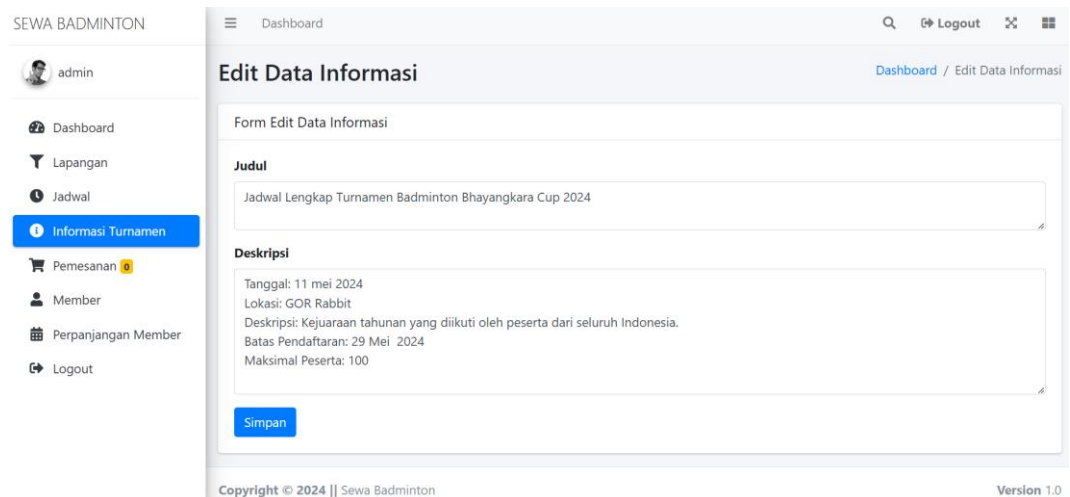 SEWA BADMINTON
Dashboard
Logout
admin
Edit Data Informasi
Dashboard / Edit Data Informasi
Dashboard
Lapangan
Jadwal
Informasi Turnamen
Pemesanan 0
Member
Perpanjangan Member
Logout
Form Edit Data Informasi
Judul
Jadwal Lengkap Turnamen Badminton Bhayangkara Cup 2024
Deskripsi
Tanggal: 11 mei 2024
Lokasi: GOR Rabbit
Deskripsi: Kejuaraan tahunan yang diikuti oleh peserta dari seluruh Indonesia.
Batas Pendaftaran: 29 Mei  2024
Maksimal Peserta: 100
Simpan
Copyright © 2024 || Sewa Badminton
Version 1.0